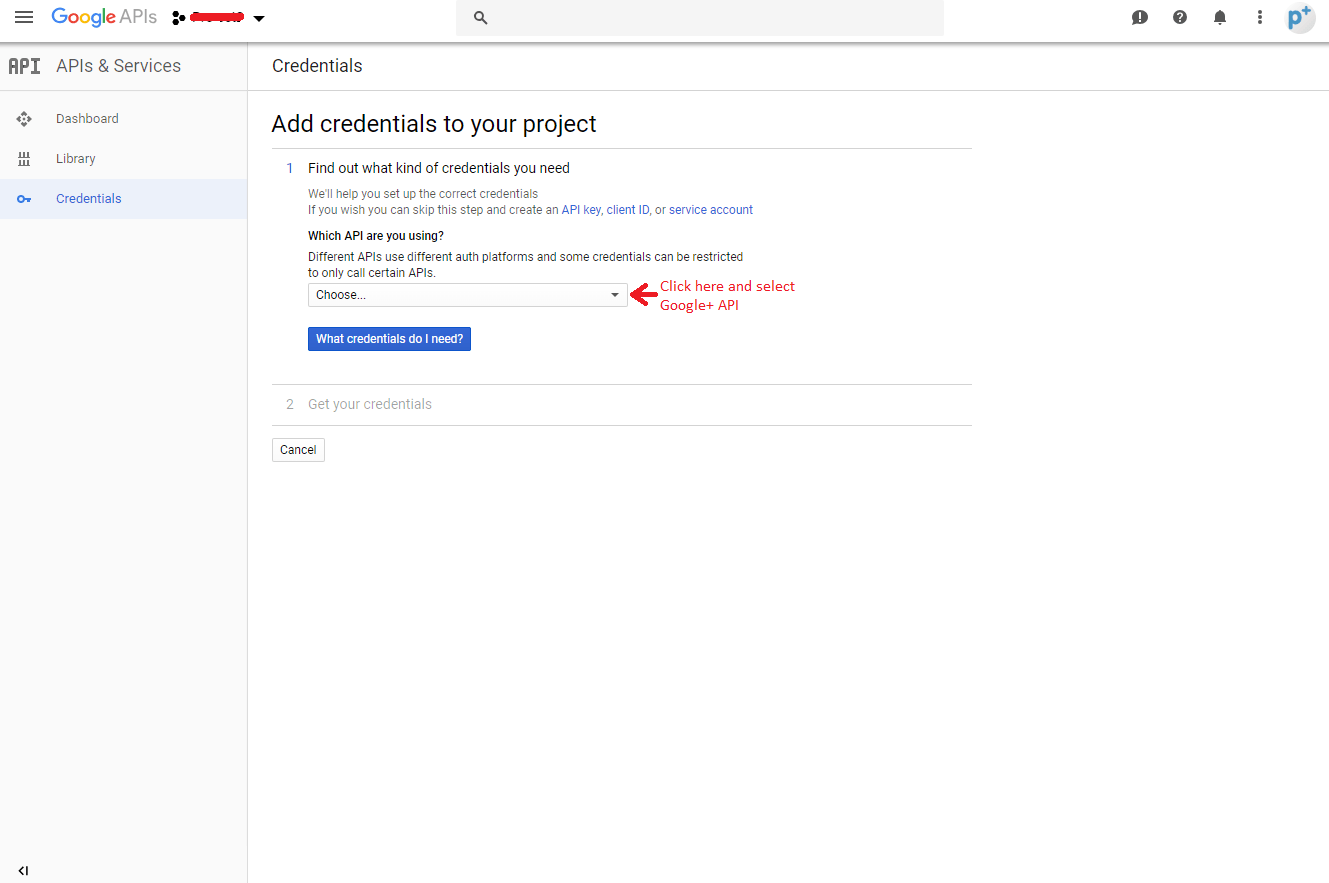 Google APIs
API APIs & Services
Credentials
Dashboard
Library
Credentials
Add credentials to your project
1 Find out what kind of credentials you need
We'll help you set up the correct credentials
If you wish you can skip this step and create an API key, client ID, or service account
Which API are you using?
Different APIs use different auth platforms and some credentials can be restricted
to only call certain APIs.
Choose...
Click here and select
Google+ API
What credentials do I need?
2 Get your credentials
Cancel
p+